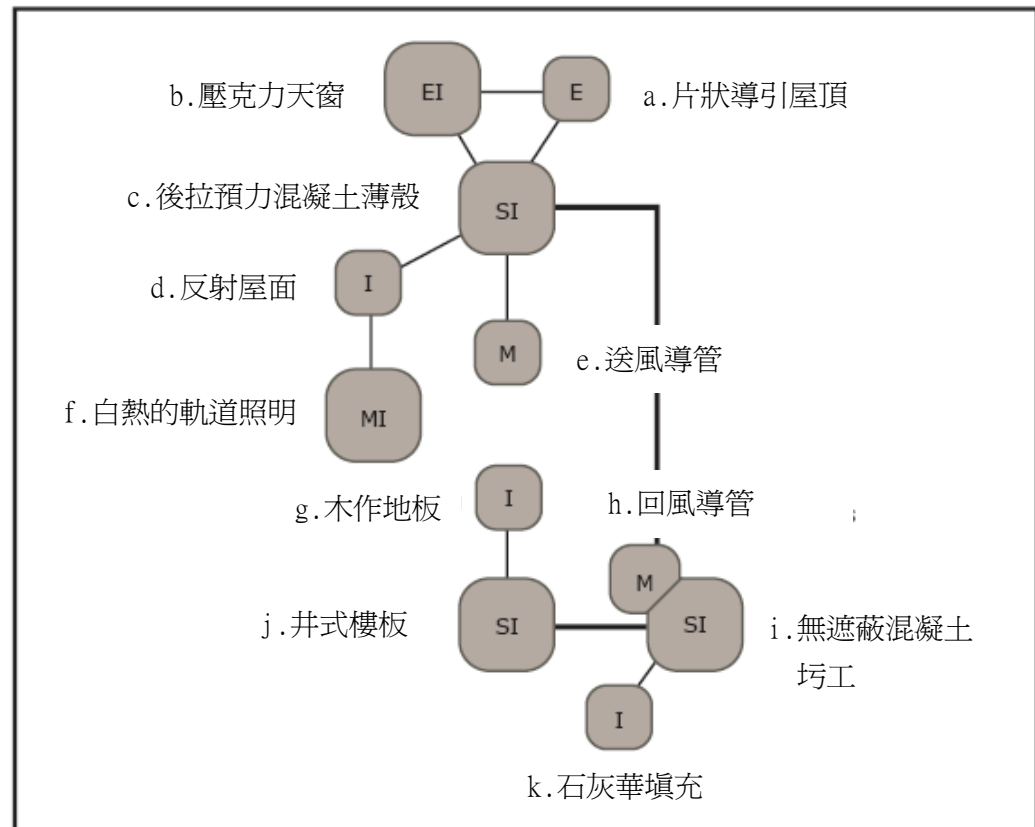 b.壓克力天窗
EI
E
a.片狀導引屋頂
c.後拉預力混凝土薄殼
SI
d.反射屋面
I
M
e.送風導管
f.白熱的軌道照明
MI
g.木作地板
I
h.回風導管
M
j.井式樓板
SI
SI
i.無遮蔽混凝土
圬工
I
k.石灰華填充